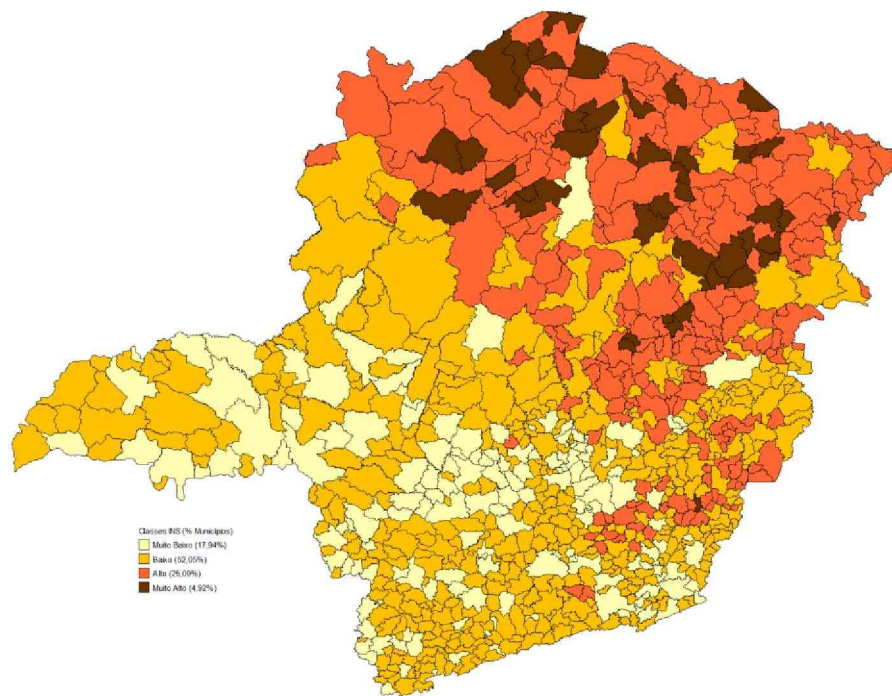 Classes INS (% Municípios)
Muito Baixo (17,94%)
Baixo (52,05%)
Alto (25,09%)
Muito Alto (4,92%)